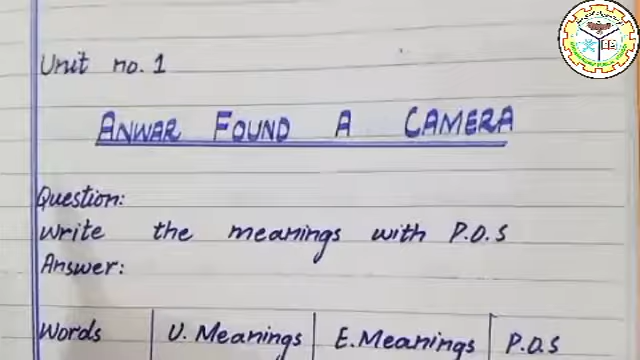 Unit no. 1
ANWAR FOUND A CAMERA
Question:
Write the meanings with P.O.S
Answer:
Words U. Meanings E. Meanings P.O.S